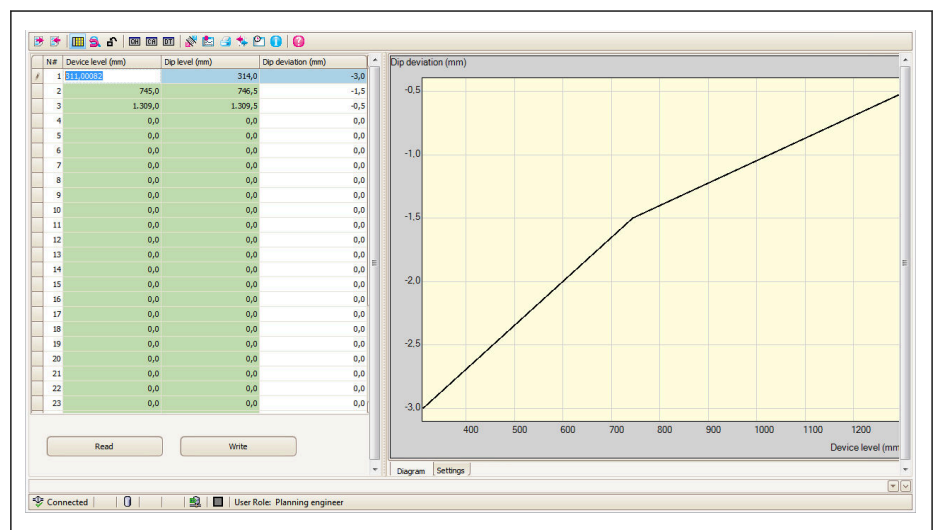 CH CA DT
N# Device level (mm) Dip level (mm) Dip deviation (mm)
1 311,00082 314,0 -3,0
2 745,0 746,5 -1,5
3 1.309,0 1.309,5 -0,5
4 0,0 0,0 0,0
5 0,0 0,0 0,0
6 0,0 0,0 0,0
7 0,0 0,0 0,0
8 0,0 0,0 0,0
9 0,0 0,0 0,0
10 0,0 0,0 0,0
11 0,0 0,0 0,0
12 0,0 0,0 0,0
13 0,0 0,0 0,0
14 0,0 0,0 0,0
15 0,0 0,0 0,0
16 0,0 0,0 0,0
17 0,0 0,0 0,0
18 0,0 0,0 0,0
19 0,0 0,0 0,0
20 0,0 0,0 0,0
21 0,0 0,0 0,0
22 0,0 0,0 0,0
23 0,0 0,0 0,0
Read Write
Dip deviation (mm)
-0,5
-1,0
-1,5
-2,0
-2,5
-3,0
400 500 600 700 800 900 1000 1100 1200
Device level (mm
Diagram Settings
Connected User Role: Planning engineer